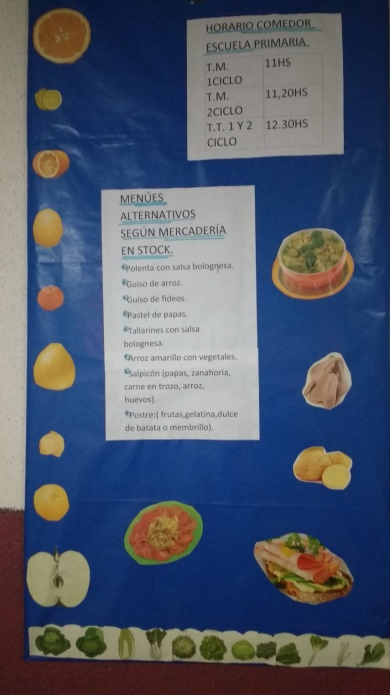 HORARIO COMEDOR
ESCUELA PRIMARIA.
T.M. 11HS
1CICLO
T.M. 11,20HS
2CICLO
T.T. 1 Y 2 12.30HS
CICLO
MENÚES
ALTERNATIVOS
SEGÚN MERCADERÍA
EN STOCK.
Polenta con salsa bolognesa.
Guiso de arroz.
Guiso de fideos.
Pastel de papas.
Tallarines con salsa
bolognesa.
Arroz amarillo con vegetales.
Salpicón (papas, zanahoria,
carne en trozo, arroz,
huevos).
*Postre:( frutas,gelatina,dulce
de batata o membrillo).